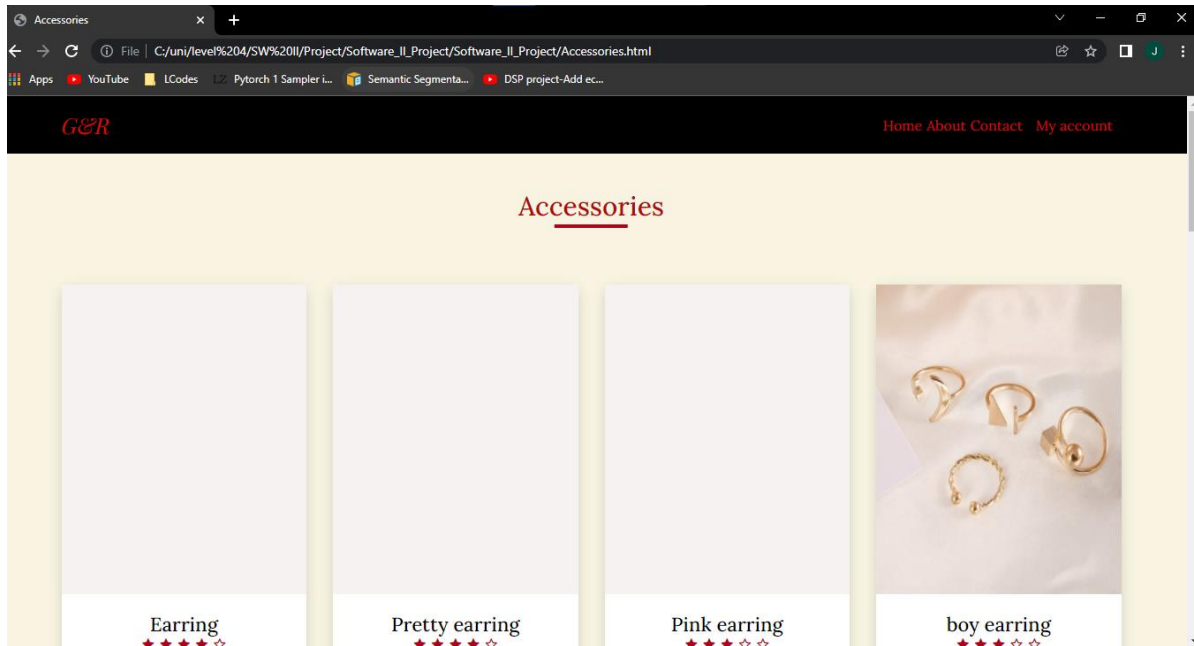 Accessories
File C:/uni/level%204/SW%20II/Project/Software_II_Project/Software_II_Project/Accessories.html
J
Apps YouTube LCodes LZ Pytorch 1 Sampler i... Semantic Segmenta... DSP project-Add ec...
G&R Home About Contact My account
Accessories
Earring Pretty earring Pink earring boy earring